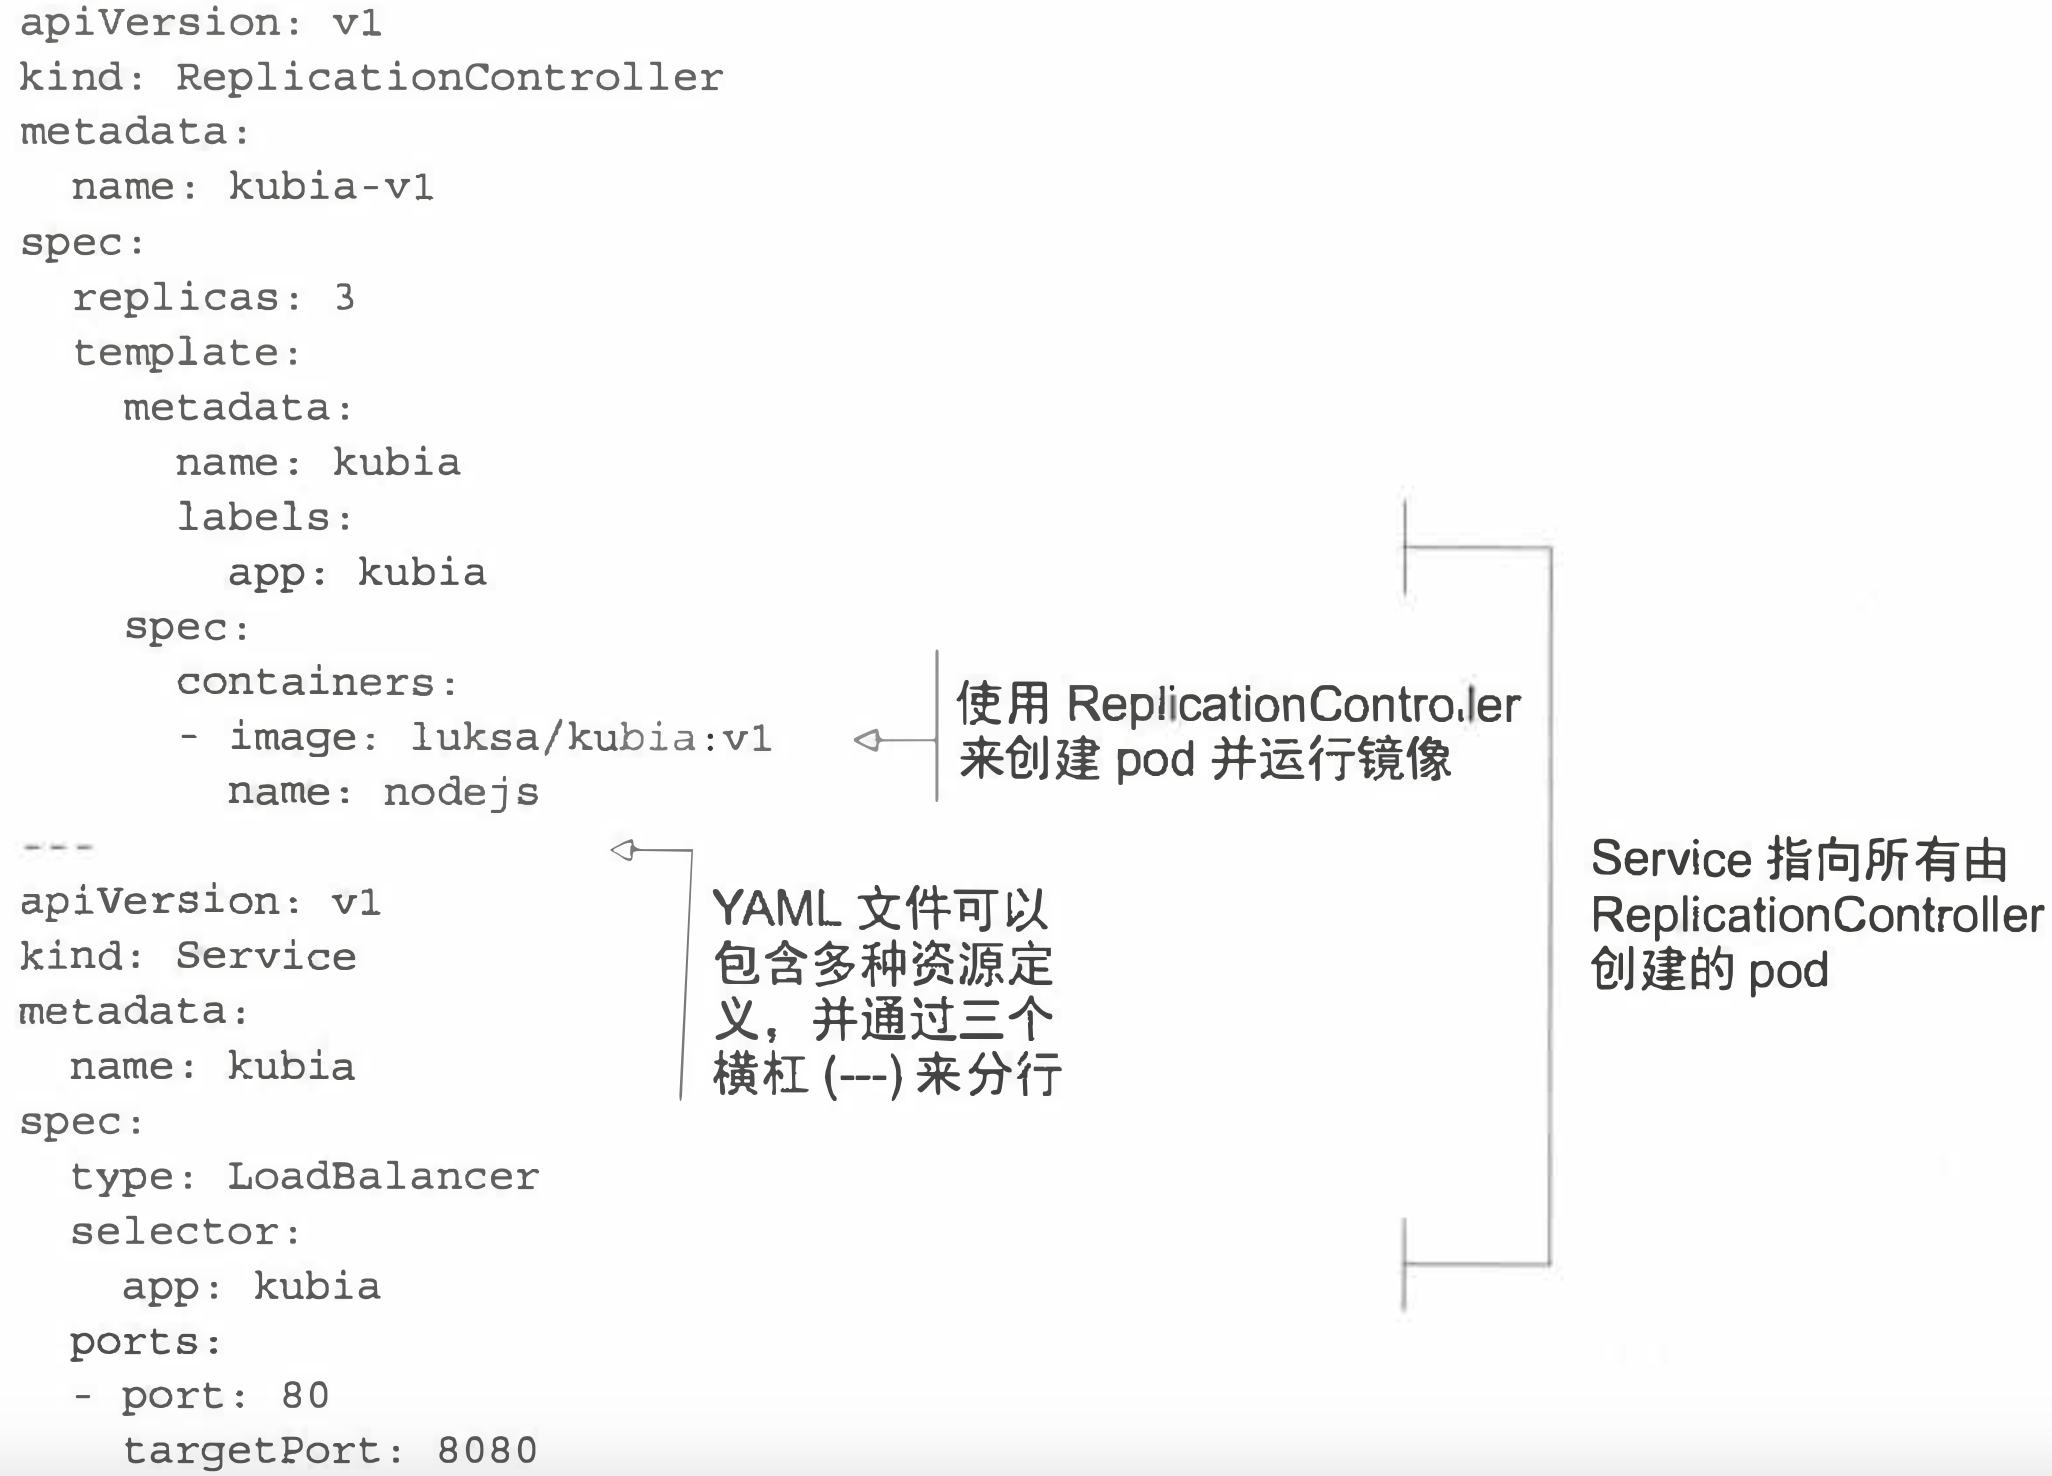 apiVersion: v1
kind: ReplicationController
metadata:
  name: kubia-v1
spec:
  replicas: 3
  template:
    metadata:
      name: kubia
      labels:
        app: kubia
    spec:
      containers:
      - image: luksa/kubia:v1
        name: nodejs
---
apiVersion: v1
kind: Service
metadata:
  name: kubia
spec:
  type: LoadBalancer
  selector:
    app: kubia
  ports:
  - port: 80
    targetPort: 8080
使用 ReplicationController
来创建 pod 并运行镜像
YAML 文件可以
包含多种资源定
义，并通过三个
横杠 (---) 来分行
Service 指向所有由
ReplicationController
创建的 pod